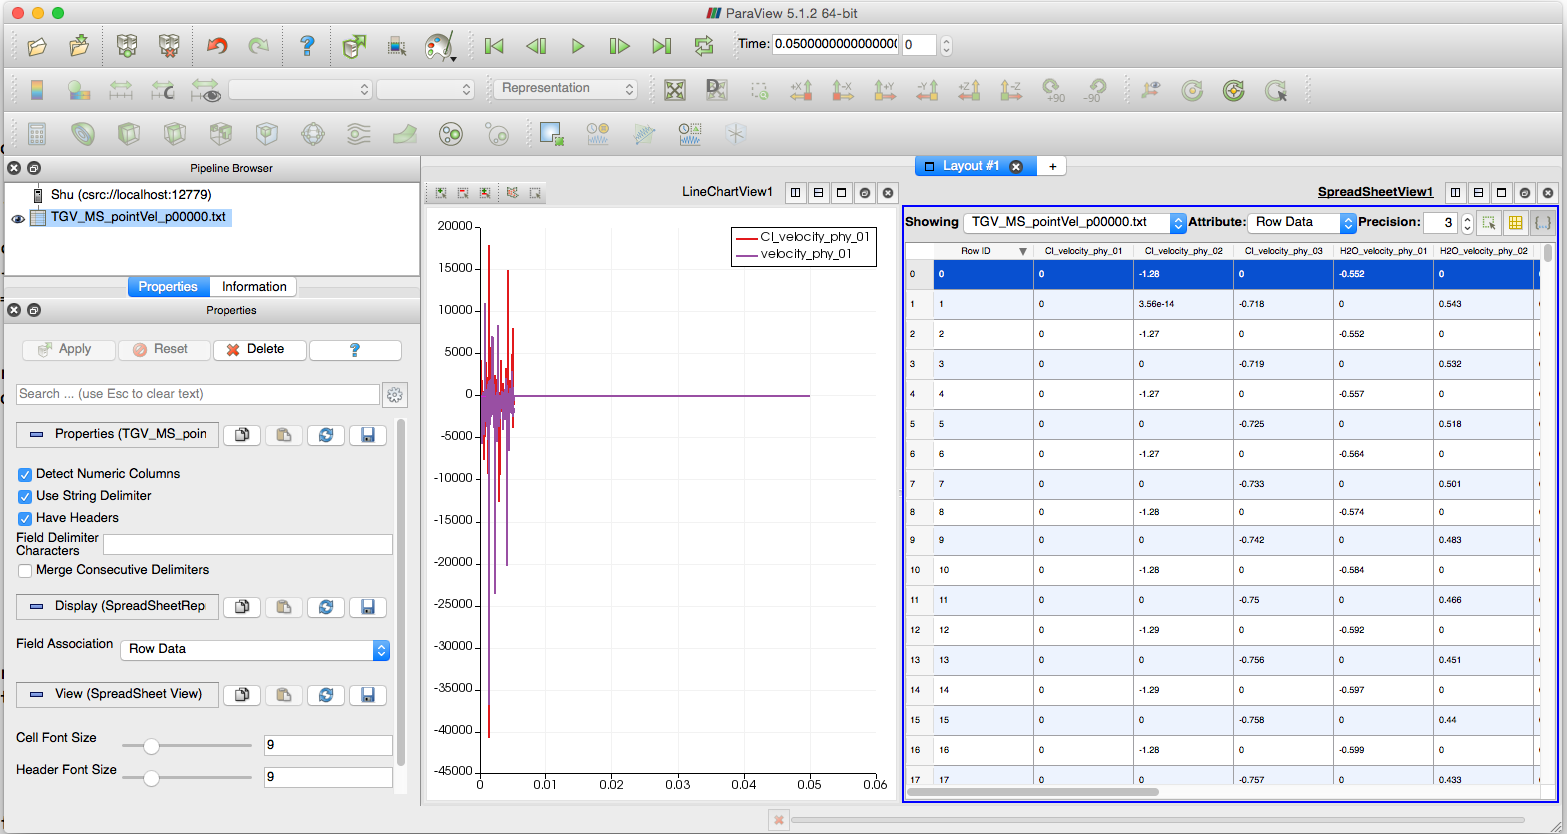 ParaView 5.1.2 64-bit
Time: 0.0500000000000000 0
Representation
+X -X +Y -Y +Z -Z +90 -90
Pipeline Browser
Shu (csrc://localhost:12779)
TGV_MS_pointVel_p00000.txt
Properties Information
Properties
Apply Reset Delete ?
Search ... (use Esc to clear text)
Properties (TGV_MS_poin
Detect Numeric Columns
Use String Delimiter
Have Headers
Field Delimiter
Characters
Merge Consecutive Delimiters
Display (SpreadSheetRepr
Field Association Row Data
View (SpreadSheet View)
Cell Font Size 9
Header Font Size 9
Layout #1 +
LineChartView1
20000
15000
10000
5000
0
-5000
-10000
-15000
-20000
-25000
-30000
-35000
-40000
-45000
0 0.01 0.02 0.03 0.04 0.05 0.06
Cl_velocity_phy_01
velocity_phy_01
SpreadSheetView1
Showing TGV_MS_pointVel_p00000.txt Attribute: Row Data Precision: 3
Row ID Cl_velocity_phy_01 Cl_velocity_phy_02 Cl_velocity_phy_03 H2O_velocity_phy_01 H2O_velocity_phy_02
0 0 0 -1.28 0 -0.552 0
1 1 0 3.56e-14 -0.718 0 0.543
2 2 0 -1.27 0 -0.552 0
3 3 0 0 -0.719 0 0.532
4 4 0 -1.27 0 -0.557 0
5 5 0 0 -0.725 0 0.518
6 6 0 -1.27 0 -0.564 0
7 7 0 0 -0.733 0 0.501
8 8 0 -1.28 0 -0.574 0
9 9 0 0 -0.742 0 0.483
10 10 0 -1.28 0 -0.584 0
11 11 0 0 -0.75 0 0.466
12 12 0 -1.29 0 -0.592 0
13 13 0 0 -0.756 0 0.451
14 14 0 -1.29 0 -0.597 0
15 15 0 0 -0.758 0 0.44
16 16 0 -1.28 0 -0.599 0
17 17 0 0 -0.757 0 0.433